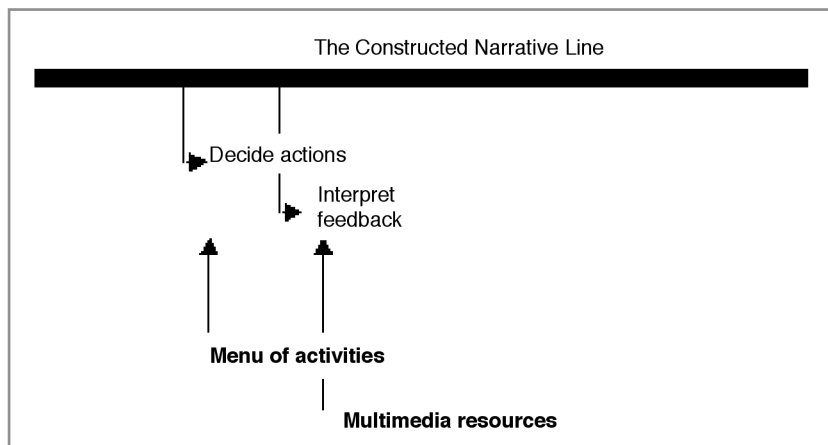 The Constructed Narrative Line
Decide actions
Interpret
feedback
Menu of activities
Multimedia resources